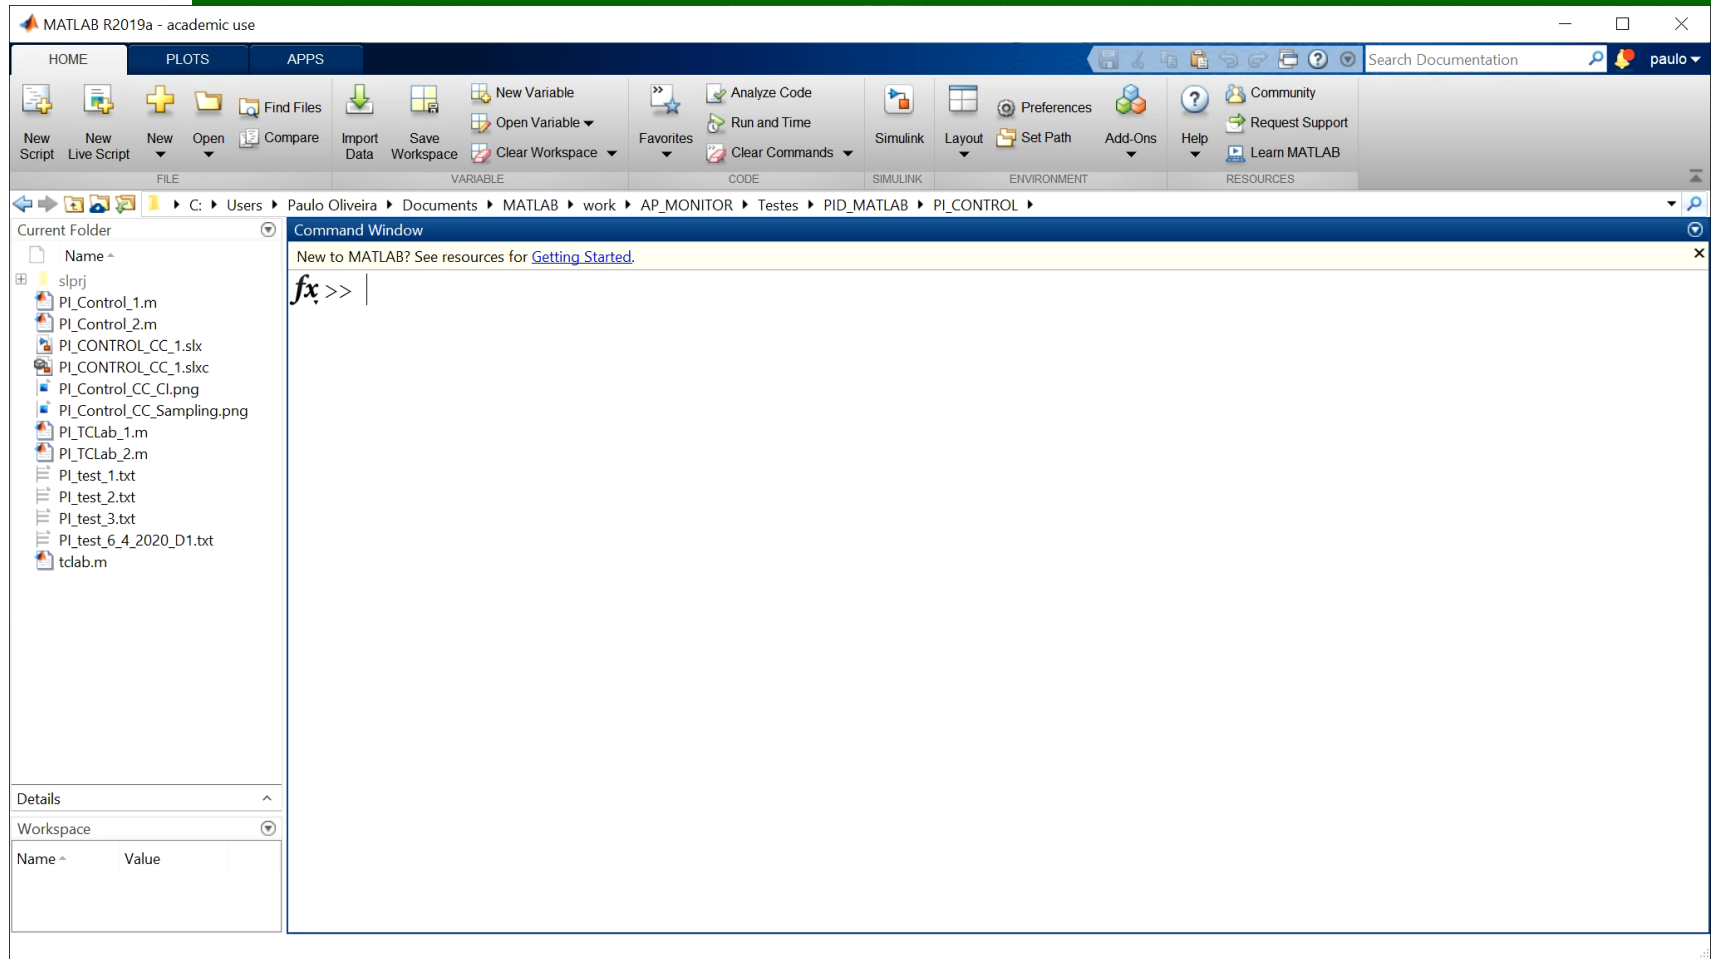 MATLAB R2019a - academic use
HOME PLOTS APPS
Search Documentation
paulo
New Script
New Live Script
New
Open
Find Files
Compare
FILE
Import Data
Save Workspace
New Variable
Open Variable
Clear Workspace
VARIABLE
Favorites
Analyze Code
Run and Time
Clear Commands
CODE
Simulink
SIMULINK
Layout
Preferences
Set Path
Add-Ons
ENVIRONMENT
Help
Community
Request Support
Learn MATLAB
RESOURCES
C: Users Paulo Oliveira Documents MATLAB work AP_MONITOR Testes PID_MATLAB PI_CONTROL
Current Folder
Name
slprj
PI_Control_1.m
PI_Control_2.m
PI_CONTROL_CC_1.slx
PI_CONTROL_CC_1.slxc
PI_Control_CC_CI.png
PI_Control_CC_Sampling.png
PI_TCLab_1.m
PI_TCLab_2.m
PI_test_1.txt
PI_test_2.txt
PI_test_3.txt
PI_test_6_4_2020_D1.txt
tclab.m
Details
Workspace
Name Value
Command Window
New to MATLAB? See resources for Getting Started.
fx >>